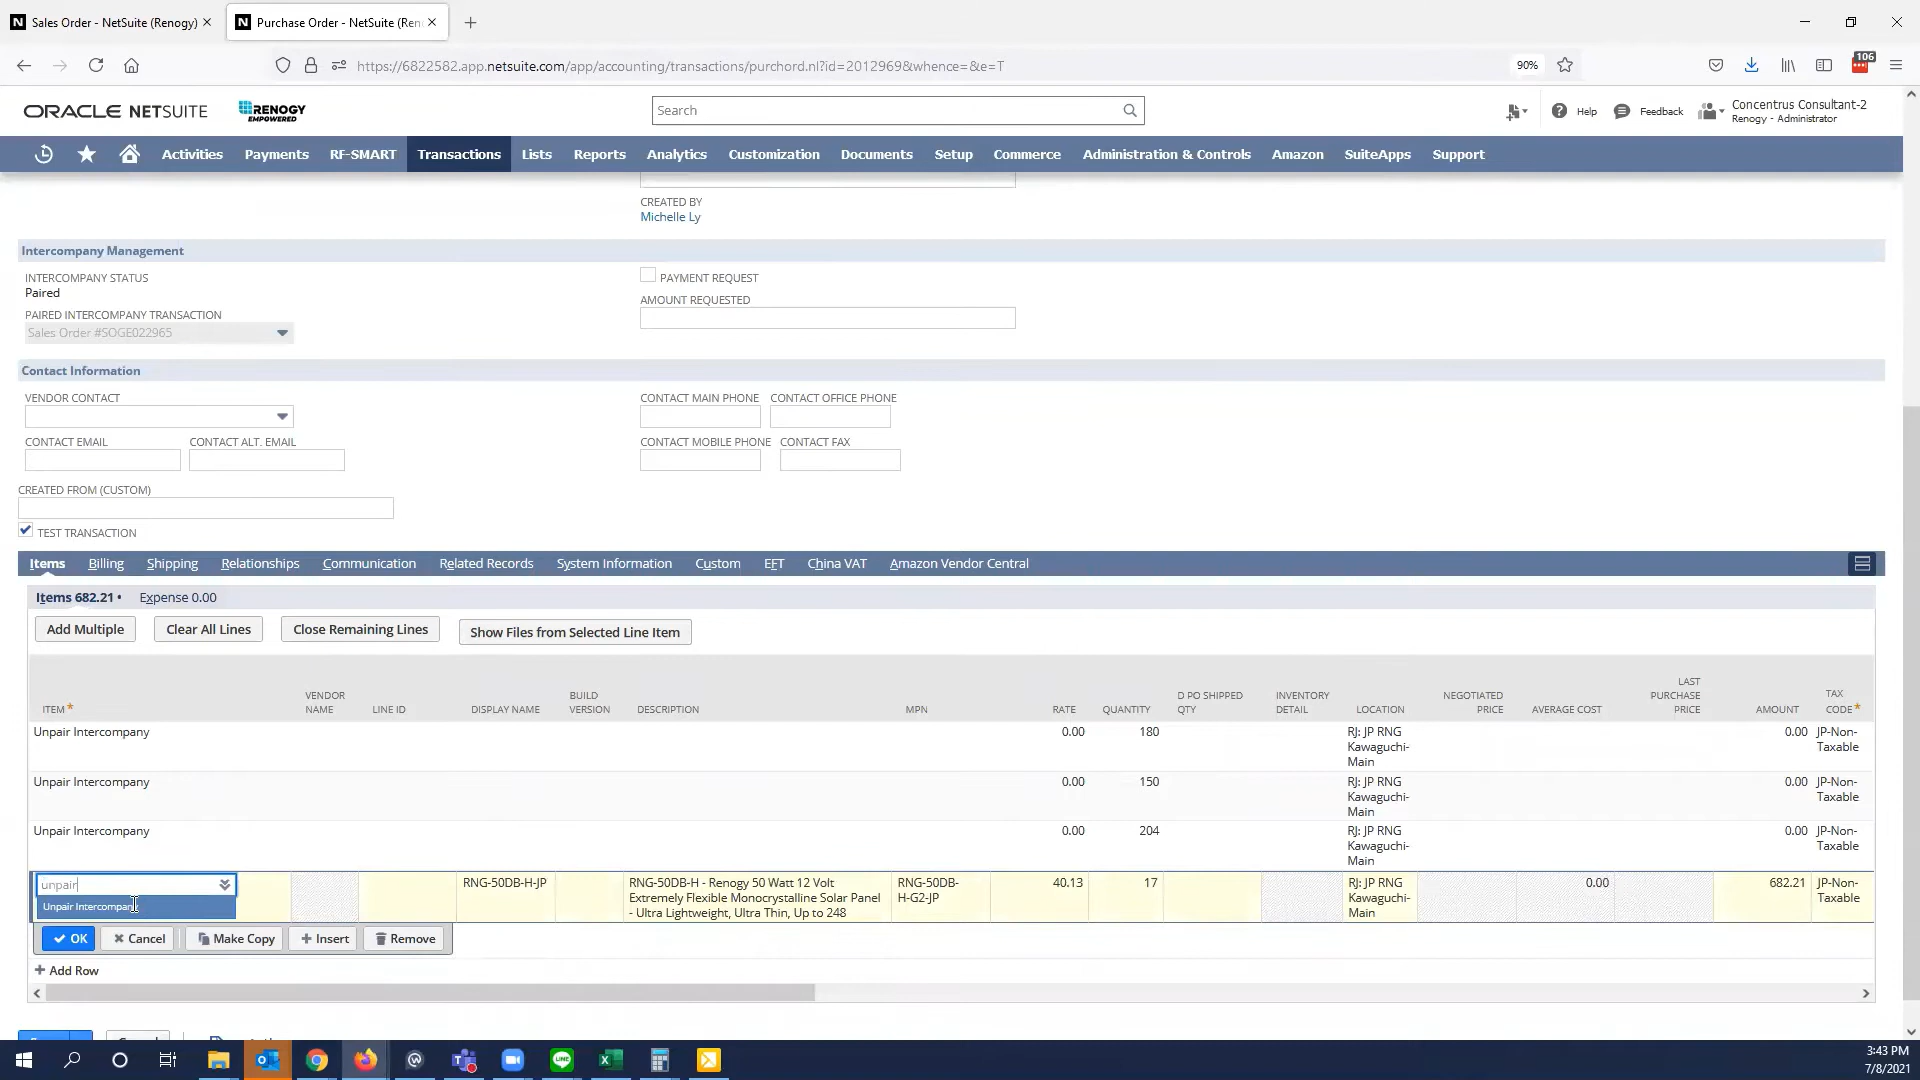 Sales Order - NetSuite (Renogy)
Purchase Order - NetSuite (Ren
https://6822582.app.netsuite.com/app/accounting/transactions/purchord.nl?id=2012969&whence=&e=T
90%
106
ORACLE NETSUITE
RENOGY
EMPOWERED
Search
Help
Feedback
Concentrus Consultant-2
Renogy - Administrator
Activities
Payments
RF-SMART
Transactions
Lists
Reports
Analytics
Customization
Documents
Setup
Commerce
Administration & Controls
Amazon
SuiteApps
Support
CREATED BY
Michelle Ly
Intercompany Management
INTERCOMPANY STATUS
Paired
PAIRED INTERCOMPANY TRANSACTION
Sales Order #SOGE022965
PAYMENT REQUEST
AMOUNT REQUESTED
Contact Information
VENDOR CONTACT
CONTACT EMAIL
CONTACT ALT. EMAIL
CONTACT MAIN PHONE
CONTACT OFFICE PHONE
CONTACT MOBILE PHONE
CONTACT FAX
CREATED FROM (CUSTOM)
TEST TRANSACTION
Items
Billing
Shipping
Relationships
Communication
Related Records
System Information
Custom
EFT
China VAT
Amazon Vendor Central
Items 682.21 •
Expense 0.00
Add Multiple
Clear All Lines
Close Remaining Lines
Show Files from Selected Line Item
ITEM *
VENDOR
NAME
LINE ID
DISPLAY NAME
BUILD
VERSION
DESCRIPTION
MPN
RATE
QUANTITY
D PO SHIPPED
QTY
INVENTORY
DETAIL
LOCATION
NEGOTIATED
PRICE
AVERAGE COST
LAST
PURCHASE
PRICE
AMOUNT
TAX
CODE *
Unpair Intercompany
0.00
180
RJ: JP RNG
Kawaguchi-
Main
0.00
JP-Non-
Taxable
Unpair Intercompany
0.00
150
RJ: JP RNG
Kawaguchi-
Main
0.00
JP-Non-
Taxable
Unpair Intercompany
0.00
204
RJ: JP RNG
Kawaguchi-
Main
0.00
JP-Non-
Taxable
unpair
Unpair Intercompany
RNG-50DB-H-JP
RNG-50DB-H - Renogy 50 Watt 12 Volt
Extremely Flexible Monocrystalline Solar Panel
- Ultra Lightweight, Ultra Thin, Up to 248
RNG-50DB-
H-G2-JP
40.13
17
RJ: JP RNG
Kawaguchi-
Main
0.00
682.21
JP-Non-
Taxable
OK
Cancel
Make Copy
Insert
Remove
Add Row
3:43 PM
7/8/2021